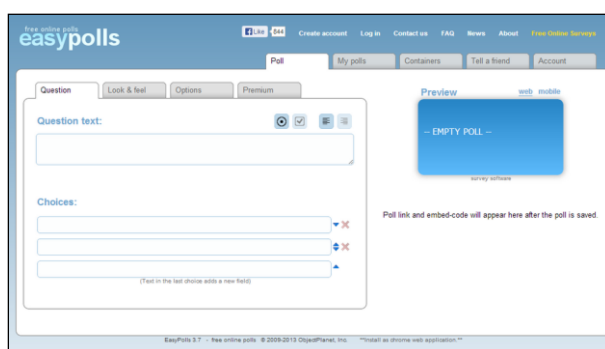 free online polls
easypolls
Like 844 Create account Log in Contact us FAQ News About Free Online Surveys
Poll My polls Containers Tell a friend Account
Question Look & feel Options Premium
Question text:
Choices:
(Text in the last choice adds a new field)
Preview web mobile
-- EMPTY POLL --
survey software
Poll link and embed-code will appear here after the poll is saved.
EasyPolls 3.7 - free online polls © 2009-2013 ObjectPlanet, Inc. **Install as chrome web application.**